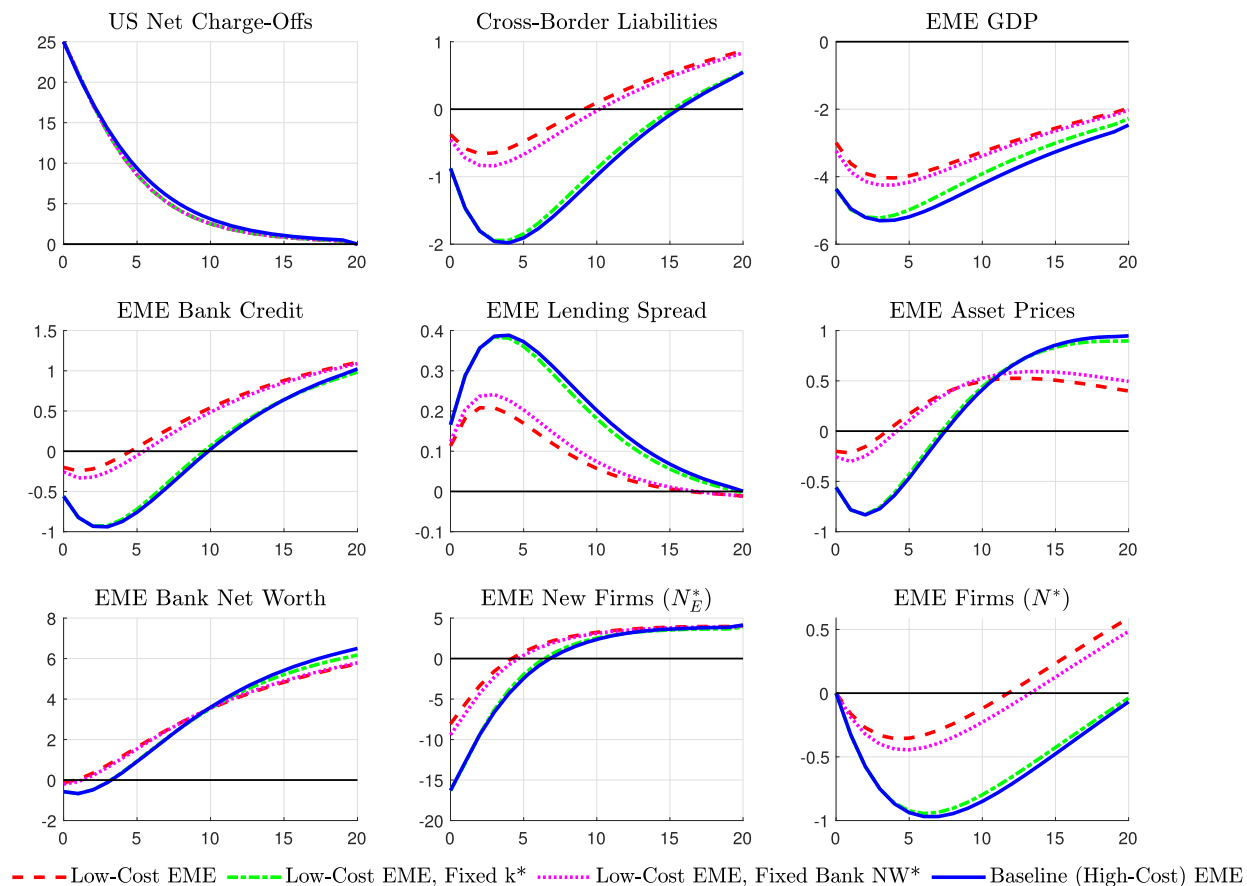 US Net Charge-Offs
25
20
15
10
5
0
0 5 10 15 20
Cross-Border Liabilities
1
0
-1
-2
0 5 10 15 20
EME GDP
0
-2
-4
-6
0 5 10 15 20
EME Bank Credit
1.5
1
0.5
0
-0.5
-1
0 5 10 15 20
EME Lending Spread
0.4
0.3
0.2
0.1
0
-0.1
0 5 10 15 20
EME Asset Prices
1
0.5
0
-0.5
-1
0 5 10 15 20
EME Bank Net Worth
8
6
4
2
0
-2
0 5 10 15 20
EME New Firms (N*E)
5
0
-5
-10
-15
-20
0 5 10 15 20
EME Firms (N*)
0.5
0
-0.5
-1
0 5 10 15 20
Low-Cost EME Low-Cost EME, Fixed k* Low-Cost EME, Fixed Bank NW* Baseline (High-Cost) EME